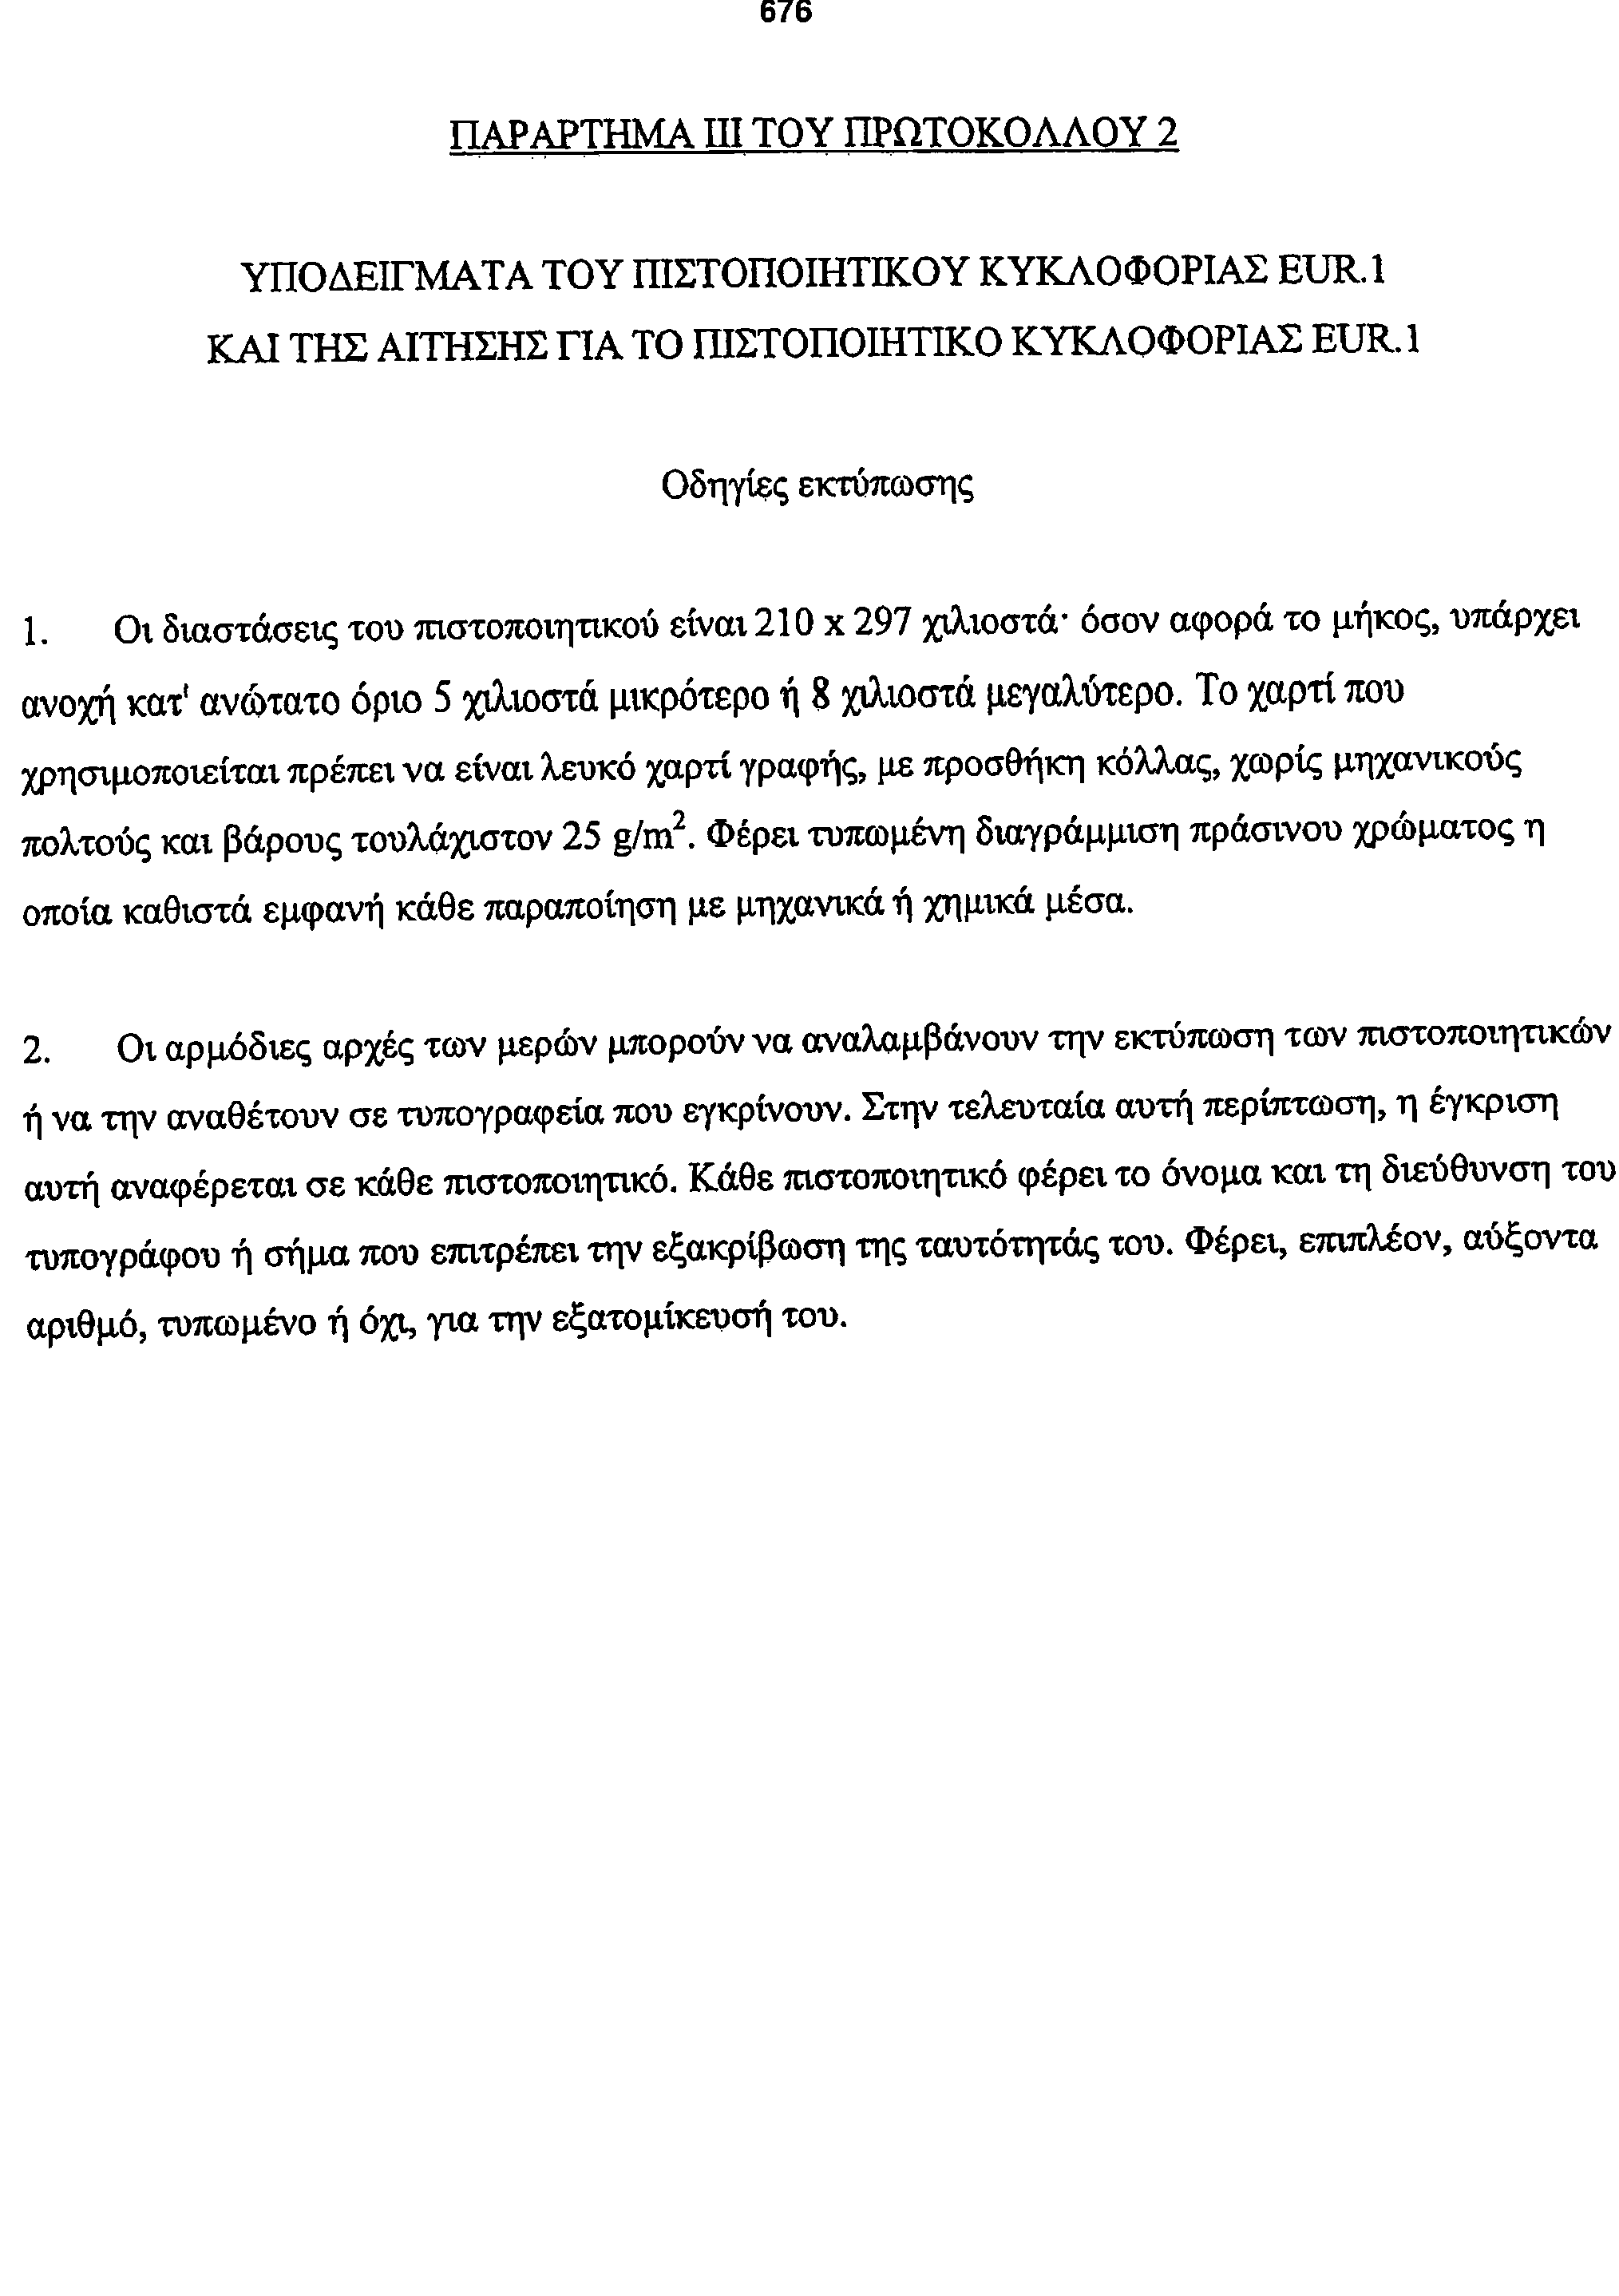 676
ΠΑΡΑΡΤΗΜΑ ΙΙΙ ΤΟΥ ΠΡΩΤΟΚΟΛΛΟΥ 2
ΥΠΟΔΕΙΓΜΑΤΑ ΤΟΥ ΠΙΣΤΟΠΟΙΗΤΙΚΟΥ ΚΥΚΛΟΦΟΡΙΑΣ EUR.1
ΚΑΙ ΤΗΣ ΑΙΤΗΣΗΣ ΓΙΑ ΤΟ ΠΙΣΤΟΠΟΙΗΤΙΚΟ ΚΥΚΛΟΦΟΡΙΑΣ EUR.1
Οδηγίες εκτύπωσης
1. Οι διαστάσεις του πιστοποιητικού είναι 210 x 297 χιλιοστά· όσον αφορά το μήκος, υπάρχει
ανοχή κατ' ανώτατο όριο 5 χιλιοστά μικρότερο ή 8 χιλιοστά μεγαλύτερο. Το χαρτί που
χρησιμοποιείται πρέπει να είναι λευκό χαρτί γραφής, με προσθήκη κόλλας, χωρίς μηχανικούς
πολτούς και βάρους τουλάχιστον 25 g/m². Φέρει τυπωμένη διαγράμμιση πράσινου χρώματος η
οποία καθιστά εμφανή κάθε παραποίηση με μηχανικά ή χημικά μέσα.
2. Οι αρμόδιες αρχές των μερών μπορούν να αναλαμβάνουν την εκτύπωση των πιστοποιητικών
ή να την αναθέτουν σε τυπογραφεία που εγκρίνουν. Στην τελευταία αυτή περίπτωση, η έγκριση
αυτή αναφέρεται σε κάθε πιστοποιητικό. Κάθε πιστοποιητικό φέρει το όνομα και τη διεύθυνση του
τυπογράφου ή σήμα που επιτρέπει την εξακρίβωση της ταυτότητάς του. Φέρει, επιπλέον, αύξοντα
αριθμό, τυπωμένο ή όχι, για την εξατομίκευσή του.